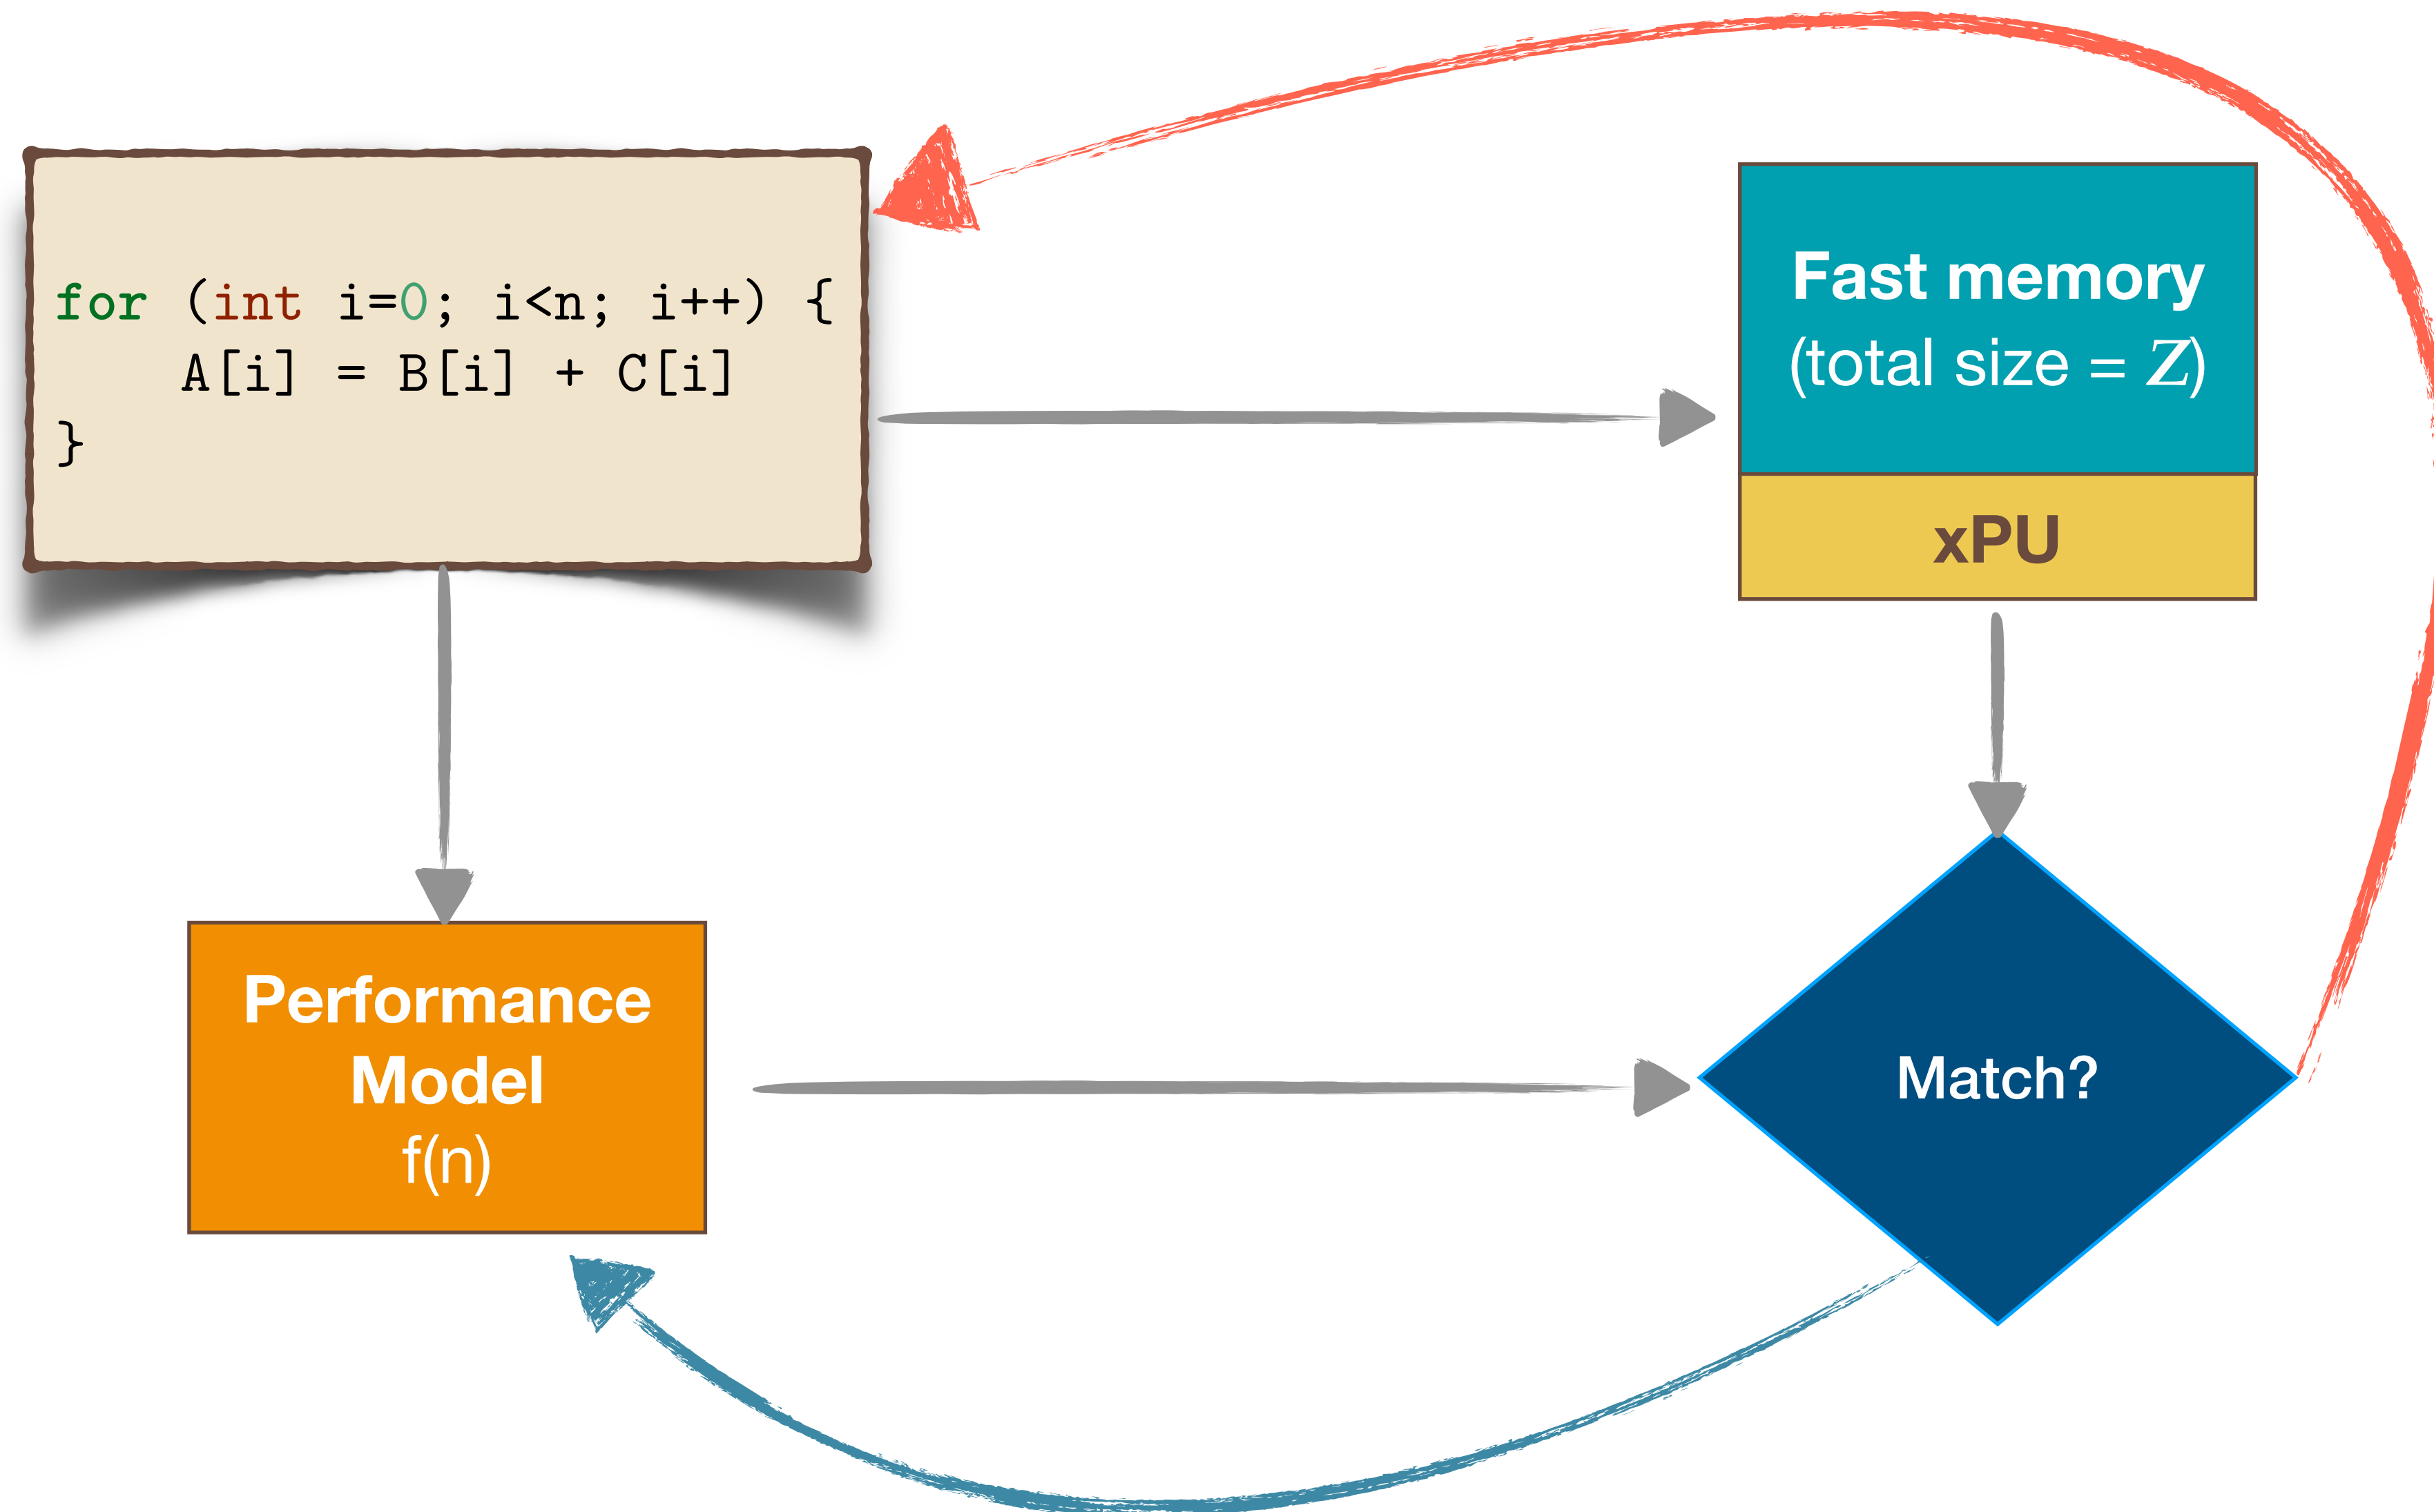 for (int i=0; i<n; i++) {
    A[i] = B[i] + C[i]
}
Fast memory
(total size = Z)
xPU
Performance
Model
f(n)
Match?